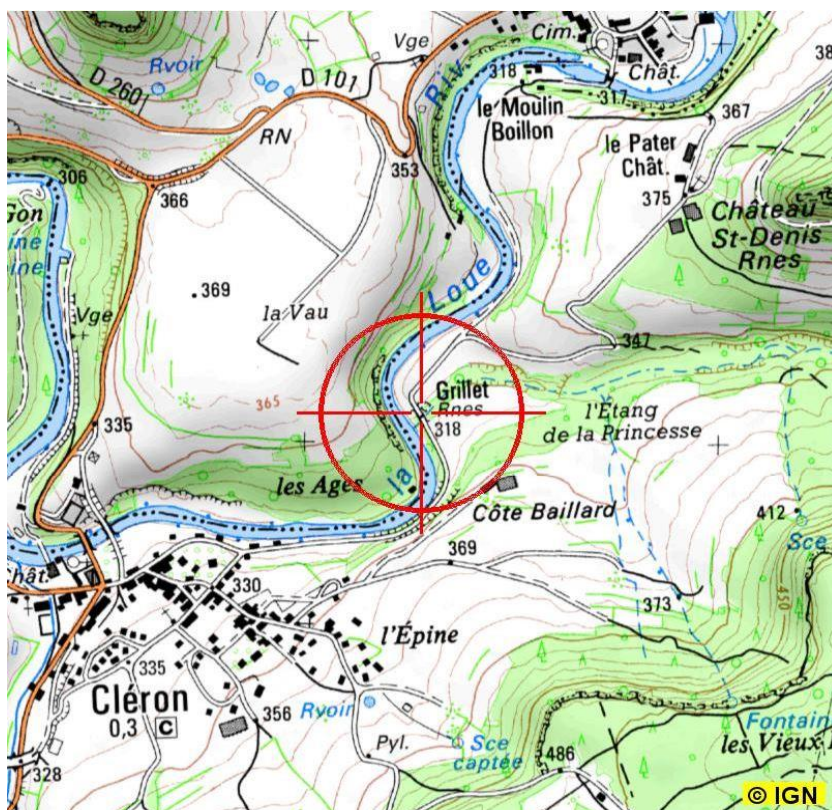 Cim.
Vge
Rvoir
D 101
Riv
318
Chât.
D 2601
317
le Moulin
Boillon
367
RN
le Pater
Chât.
353
306
366
375
Château
St-Denis
Rnes
369
Loue
Vge
la Vau
347
Grillet
Rnes
365
l'Etang
de la Princesse
318
335
la
les Ages
Côte Baillard
412
Sce
369
450
330
373
l'Épine
335
Cléron
0,3 C
356
Rvoir
Sce
captée
Pyl.
Fontain
les Vieux
486
328
© IGN